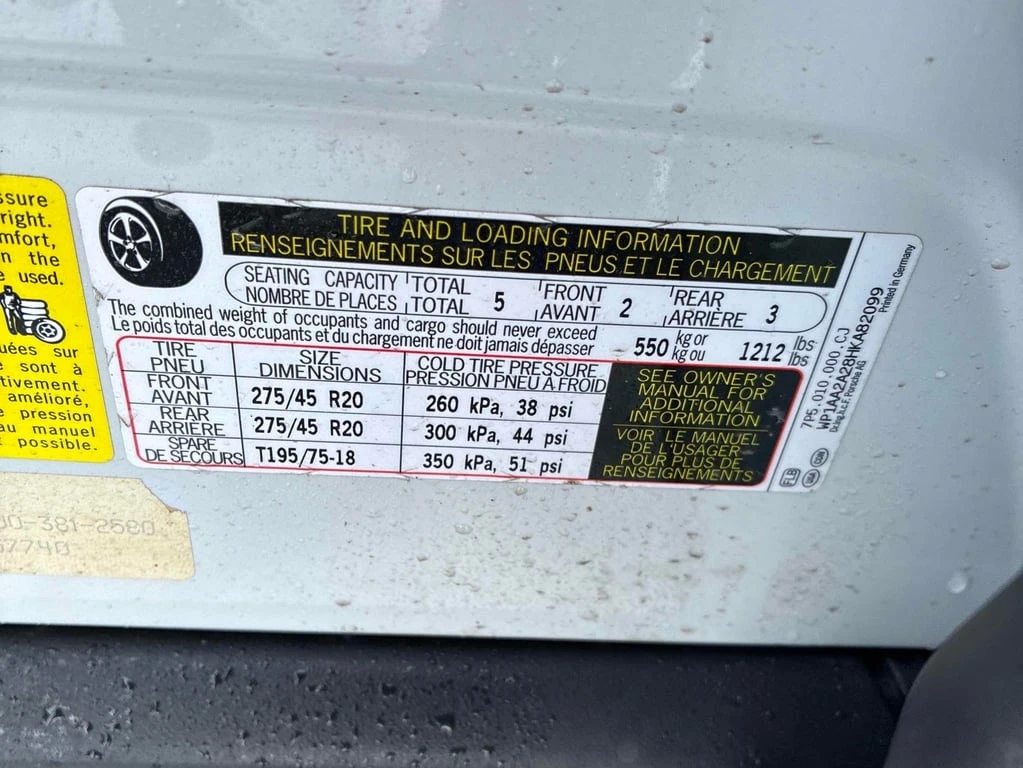 ssure
right.
mfort,
n the
e used.
uées sur
e sont à
tivement.
amélioré,
e pression
au manuel
possible.
TIRE AND LOADING INFORMATION
RENSEIGNEMENTS SUR LES PNEUS ET LE CHARGEMENT
SEATING CAPACITY TOTAL 5 FRONT 2 REAR 3
NOMBRE DE PLACES TOTAL AVANT ARRIÈRE
The combined weight of occupants and cargo should never exceed 550 kg or 1212 lbs
Le poids total des occupants et du chargement ne doit jamais dépasser kg ou lbs
TIRE SIZE COLD TIRE PRESSURE
PNEU DIMENSIONS PRESSION PNEU A FROID
FRONT 275/45 R20 260 kPa, 38 psi
AVANT
REAR 275/45 R20 300 kPa, 44 psi
ARRIÈRE
SPARE T195/75-18 350 kPa, 51 psi
DE SECOURS
SEE OWNER'S
MANUAL FOR
ADDITIONAL
INFORMATION
VOIR LE MANUEL
DE L'USAGER
POUR PLUS DE
RENSEIGNEMENTS
7P5.010.000.CJ Printed in Germany
WP1AA2A28HKA82099
FLB
00-381-2580
67740